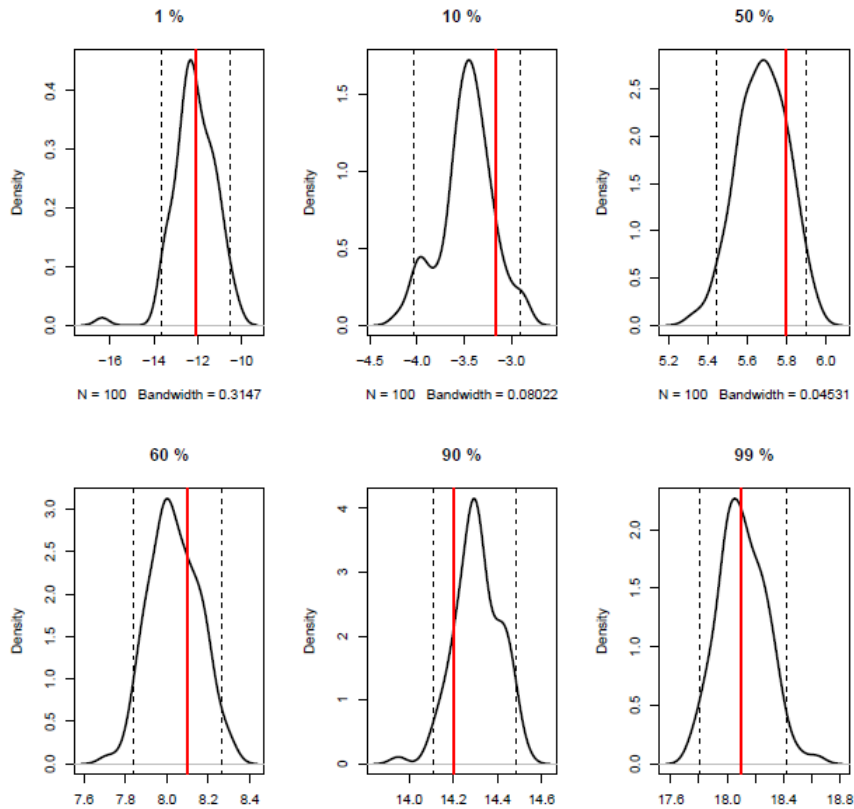 1 % 10 % 50 %
Density
0.0 0.1 0.2 0.3 0.4
−16 −14 −12 −10
N = 100 Bandwidth = 0.3147
Density
0.0 0.5 1.0 1.5
−4.5 −4.0 −3.5 −3.0
N = 100 Bandwidth = 0.08022
Density
0.0 0.5 1.0 1.5 2.0 2.5
5.2 5.4 5.6 5.8 6.0
N = 100 Bandwidth = 0.04531
60 % 90 % 99 %
Density
0.0 0.5 1.0 1.5 2.0 2.5 3.0
7.6 7.8 8.0 8.2 8.4
Density
0 1 2 3 4
14.0 14.2 14.4 14.6
Density
0.0 0.5 1.0 1.5 2.0
17.6 18.0 18.4 18.8